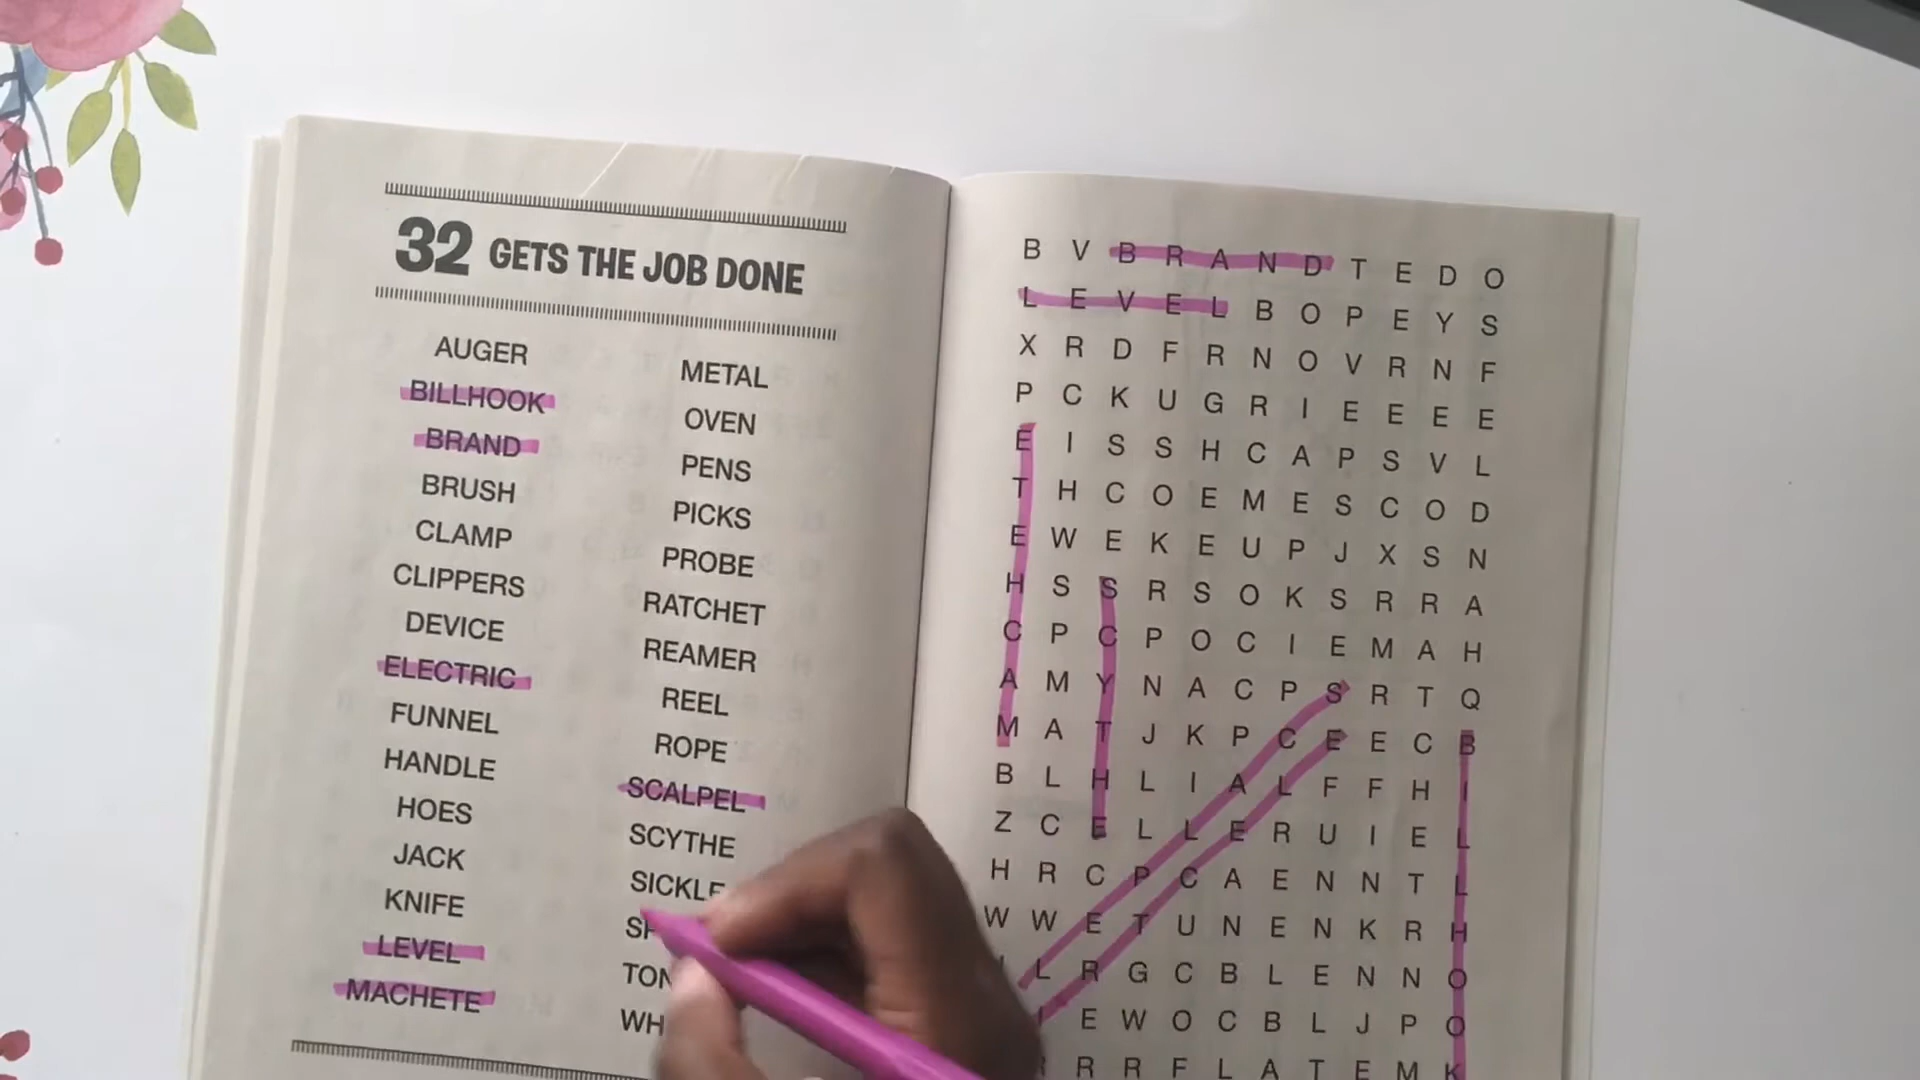 32 GETS THE JOB DONE
AUGER
BILLHOOK
BRAND
BRUSH
CLAMP
CLIPPERS
DEVICE
ELECTRIC
FUNNEL
HANDLE
HOES
JACK
KNIFE
LEVEL
MACHETE
METAL
OVEN
PENS
PICKS
PROBE
RATCHET
REAMER
REEL
ROPE
SCALPEL
SCYTHE
SICKLE
B V B R A N D T E D O
L E V E L B O P E Y S
X R D F R N O V R N F
P C K U G R I E E E E
E I S S H C A P S V L
T H C O E M E S C O D
E W E K E U P J X S N
H S S R S O K S R R A
C P C P O C I E M A H
A M Y N A C P S R T Q
M A T J K P C E E C B
B L H L I A L F F H I
Z C E L L E R U I E L
H R C P C A E N N T L
W W E T U N E N K R H
L R G C B L E N N O
E W O C B L J P O
R R F L A T E M K